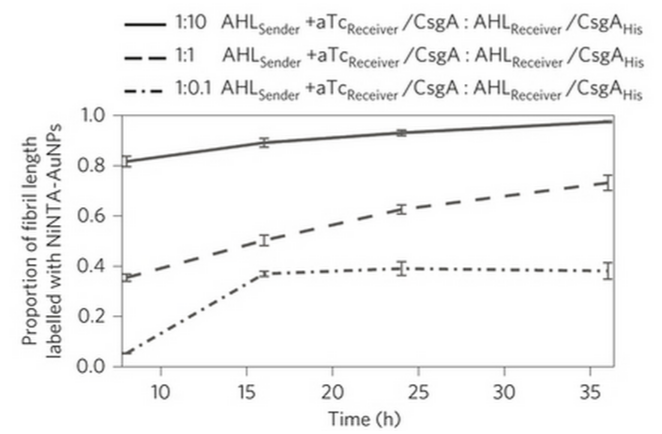 1:10 AHLSender +aTcReceiver /CsgA : AHLReceiver /CsgAHis
1:1 AHLSender +aTcReceiver /CsgA : AHLReceiver /CsgAHis
1:0.1 AHLSender +aTcReceiver /CsgA : AHLReceiver /CsgAHis
Proportion of fibril length
labelled with NiNTA-AuNPs
1.0
0.8
0.6
0.4
0.2
0.0
10 15 20 25 30 35
Time (h)